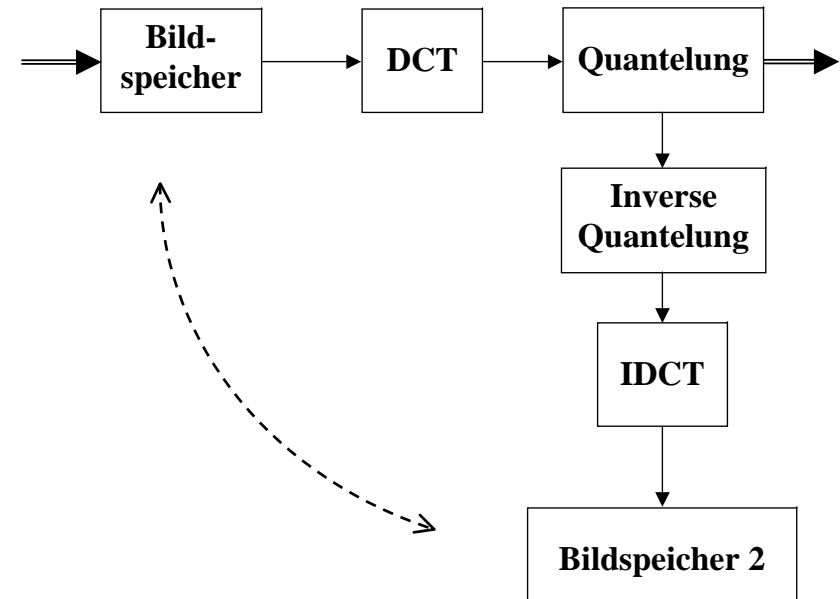 Bild-
speicher
DCT
Quantelung
Inverse
Quantelung
IDCT
Bildspeicher 2